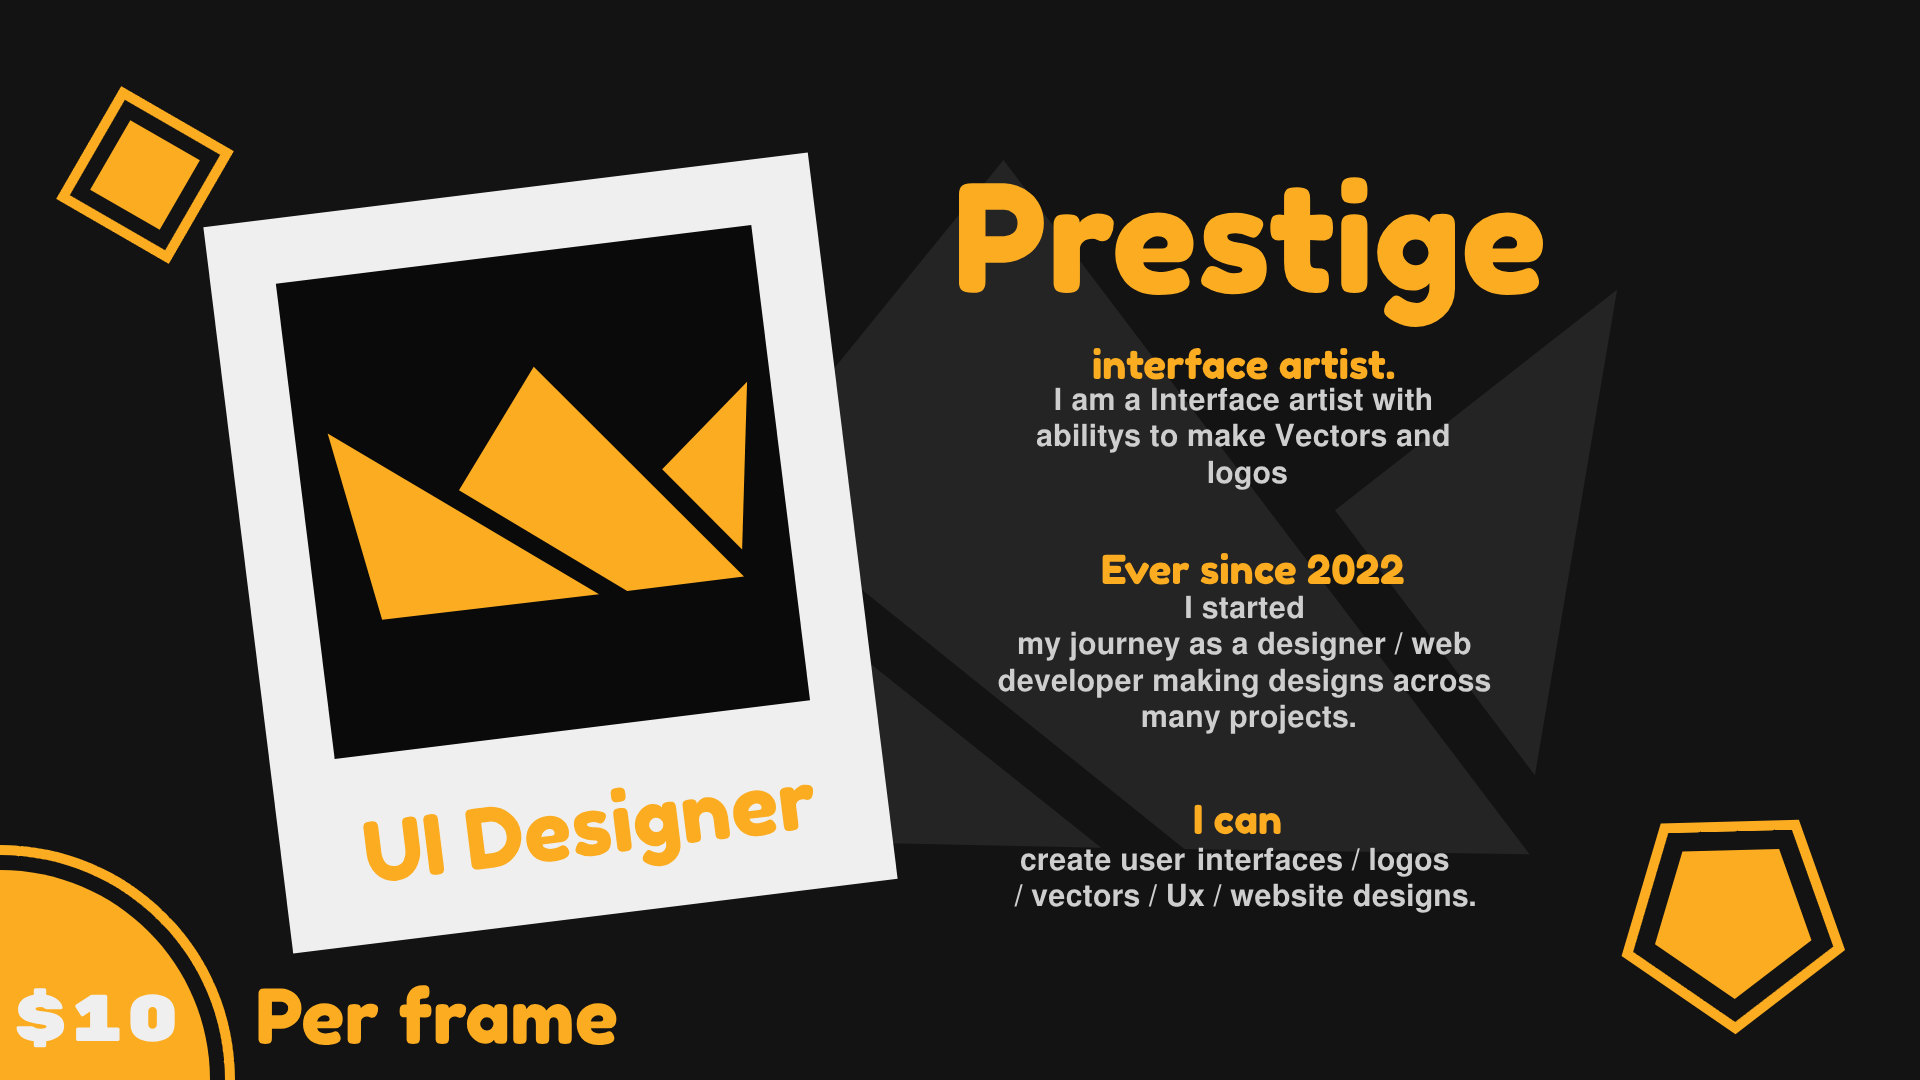 Prestige
interface artist.
I am a Interface artist with
abilitys to make Vectors and
logos
Ever since 2022
I started
my journey as a designer / web
developer making designs across
many projects.
I can
create user interfaces / logos
/ vectors / Ux / website designs.
UI Designer
$10 Per frame